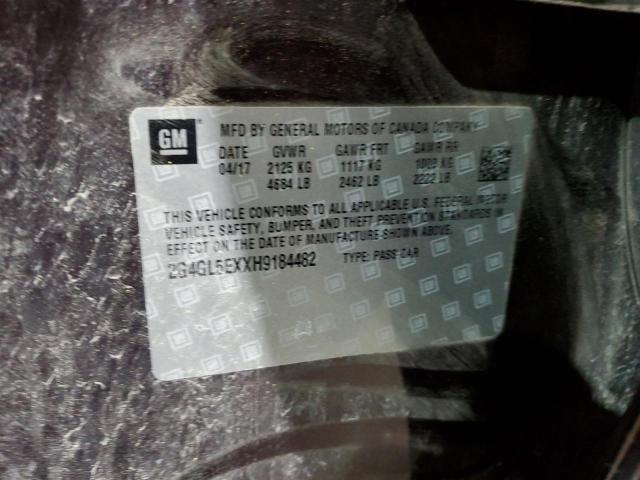 GM
MFD BY GENERAL MOTORS OF CANADA COMPANY
DATE GVWR GAWR FRT GAWR RR
04/17 2125 KG 1117 KG 1008 KG
4684 LB 2462 LB 2222 LB
THIS VEHICLE CONFORMS TO ALL APPLICABLE U.S. FEDERAL MOTOR
VEHICLE SAFETY, BUMPER, AND THEFT PREVENTION STANDARDS IN
EFFECT ON THE DATE OF MANUFACTURE SHOWN ABOVE.
2G4GL5EXXH9184482 TYPE: PASS CAR